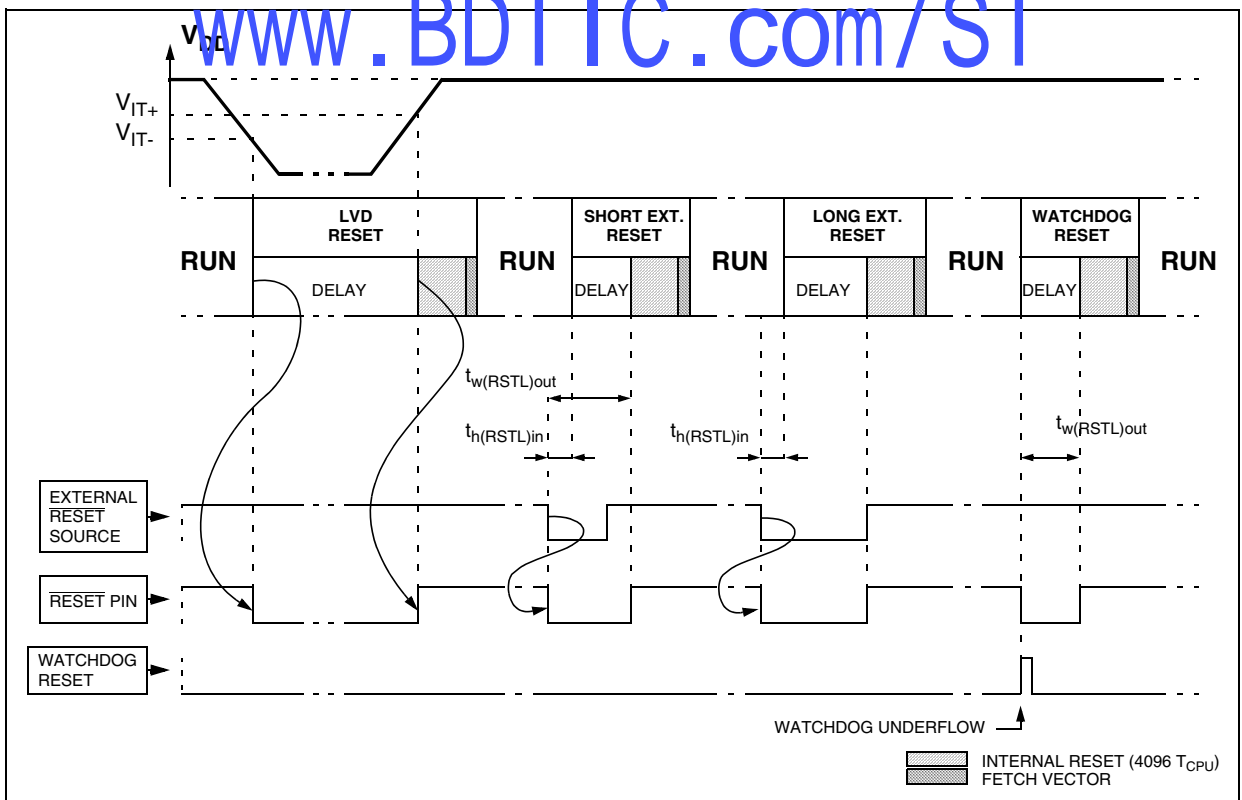 www.BDTIC.com/ST
VDD
VIT+
VIT-
LVD
RESET
SHORT EXT.
RESET
LONG EXT.
RESET
WATCHDOG
RESET
RUN
RUN
RUN
RUN
RUN
DELAY
DELAY
DELAY
DELAY
tw(RSTL)out
th(RSTL)in
th(RSTL)in
tw(RSTL)out
EXTERNAL
RESET
SOURCE
RESET PIN
WATCHDOG
RESET
WATCHDOG UNDERFLOW
INTERNAL RESET (4096 TCPU)
FETCH VECTOR